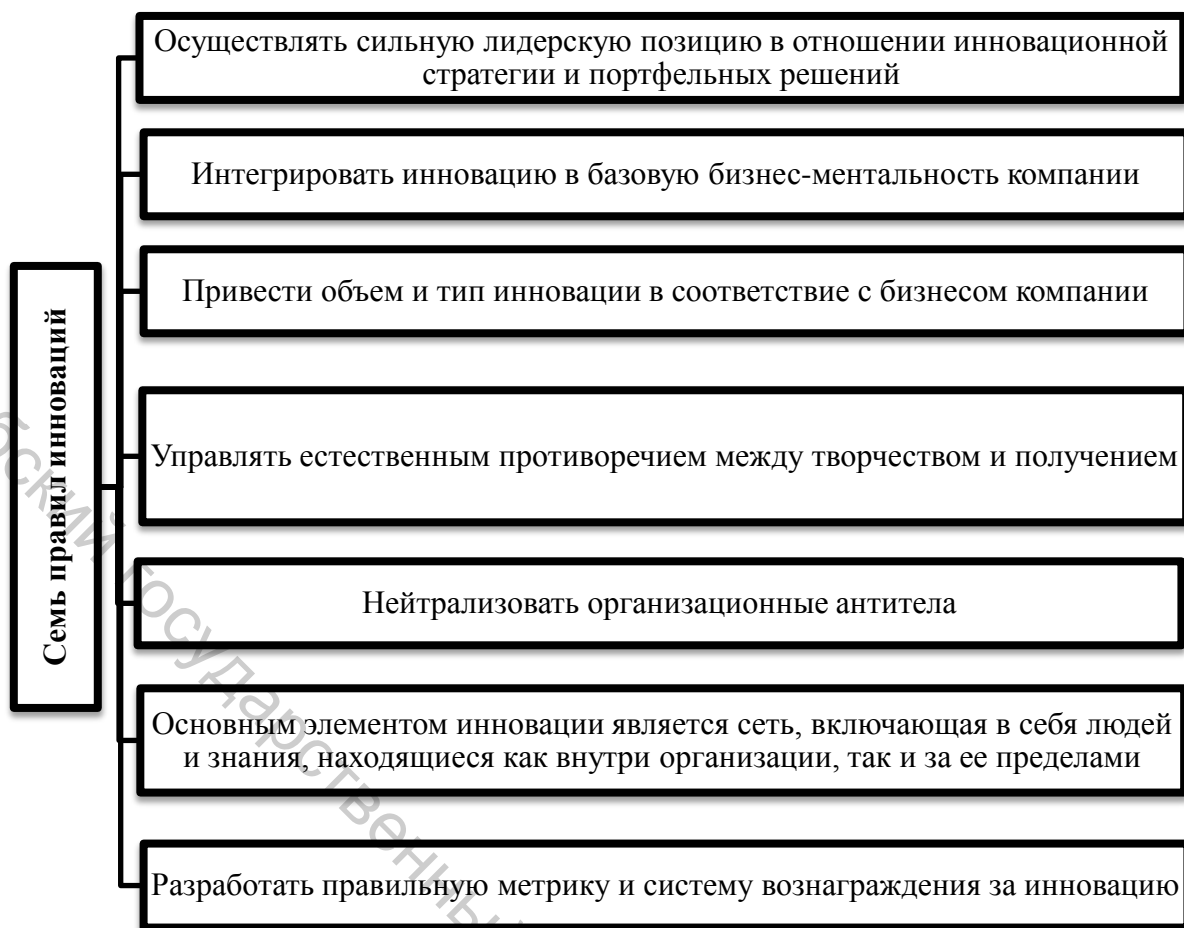 Семь правил инноваций
Осуществлять сильную лидерскую позицию в отношении инновационной
стратегии и портфельных решений
Интегрировать инновацию в базовую бизнес-ментальность компании
Привести объем и тип инновации в соответствие с бизнесом компании
Управлять естественным противоречием между творчеством и получением
Нейтрализовать организационные антитела
Основным элементом инновации является сеть, включающая в себя людей
и знания, находящиеся как внутри организации, так и за ее пределами
Разработать правильную метрику и систему вознаграждения за инновацию